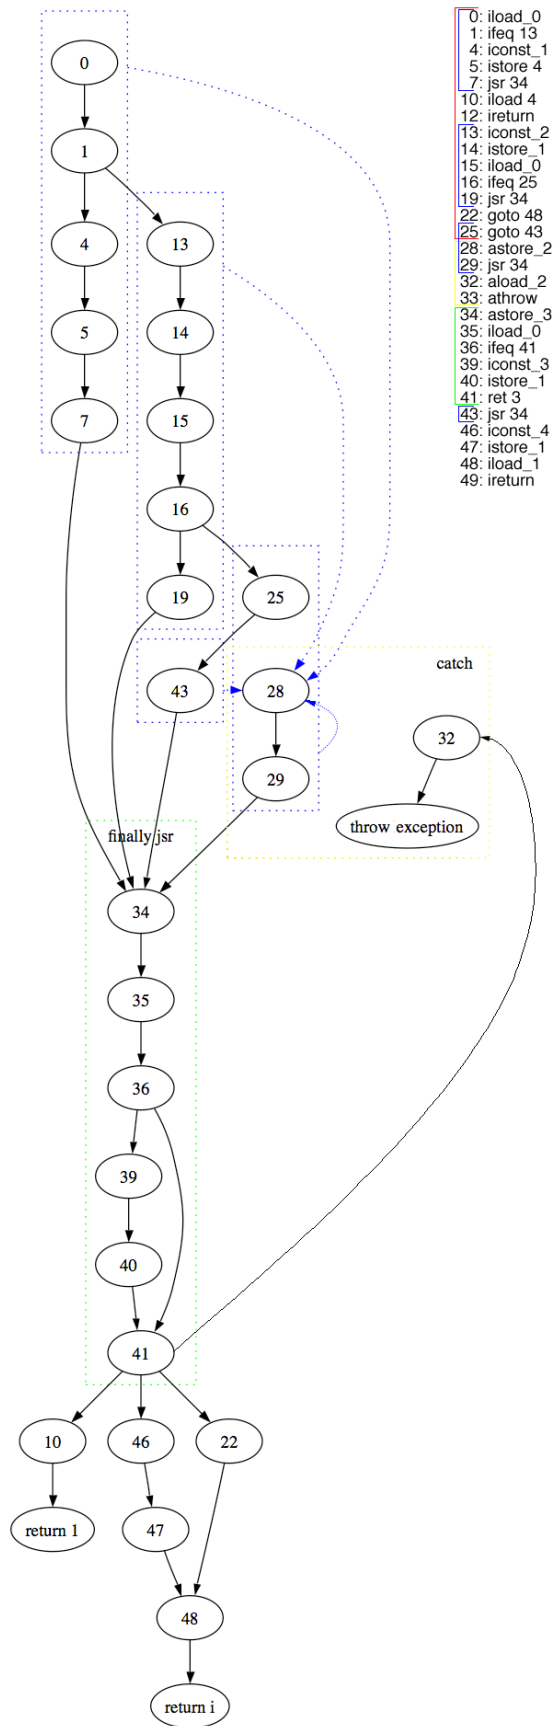 0: iload_0
1: ifeq 13
4: iconst_1
5: istore 4
7: jsr 34
10: iload 4
12: ireturn
13: iconst_2
14: istore_1
15: iload_0
16: ifeq 25
19: jsr 34
22: goto 48
25: goto 43
28: astore_2
29: jsr 34
32: aload_2
33: athrow
34: astore_3
35: iload_0
36: ifeq 41
39: iconst_3
40: istore_1
41: ret 3
43: jsr 34
46: iconst_4
47: istore_1
48: iload_1
49: ireturn
0
1
4
13
5
14
7
15
16
19
25
catch
43
28
32
29
throw exception
finally jsr
34
35
36
39
40
41
10
46
22
return 1
47
48
return i